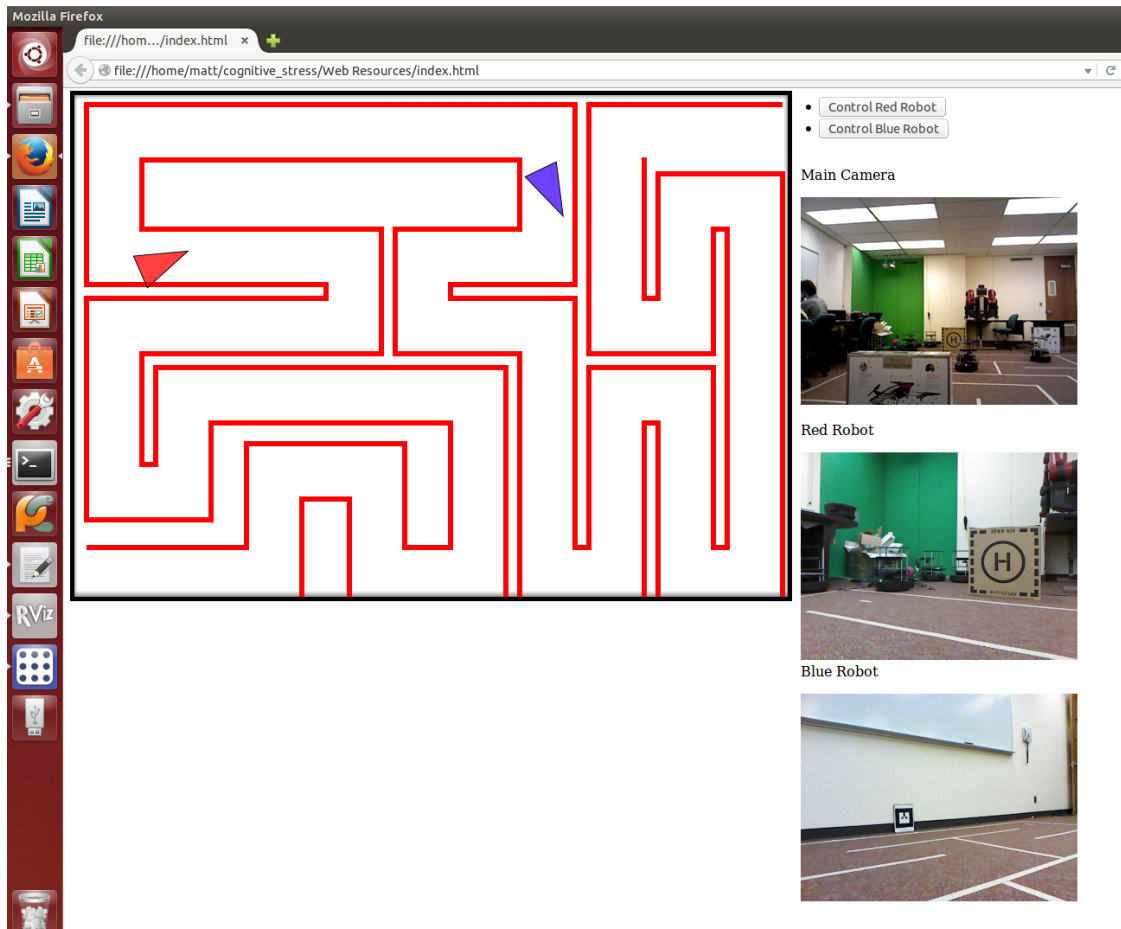 Mozilla Firefox
file:///hom.../index.html
file:///home/matt/cognitive_stress/Web Resources/index.html
Control Red Robot
Control Blue Robot
Main Camera
Red Robot
H
RViz
Blue Robot